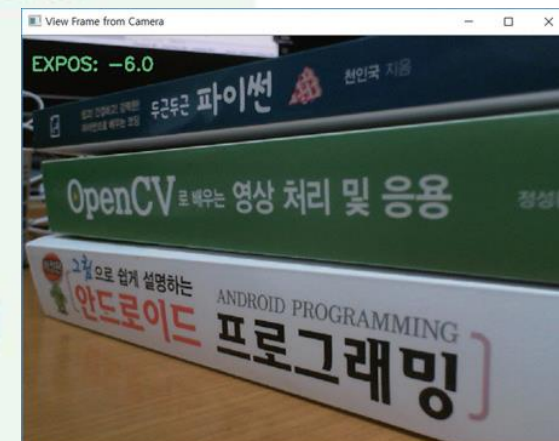 View Frame from Camera
EXPOS: -6.0
두근두근 파이썬
천인국 지음
OpenCV로 배우는 영상 처리 및 응용
그림으로 쉽게 설명하는
안드로이드 프로그래밍
ANDROID PROGRAMMING